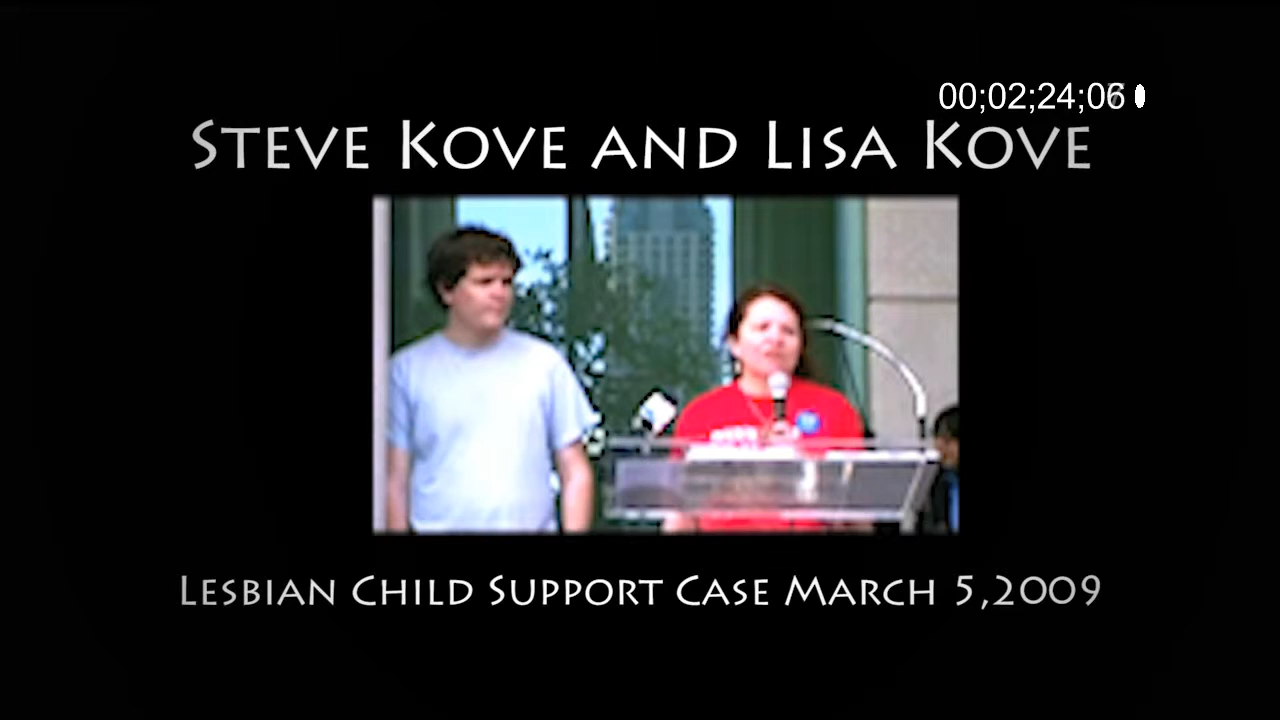 00;02;24;06
STEVE KOVE AND LISA KOVE
LESBIAN CHILD SUPPORT CASE MARCH 5,2009